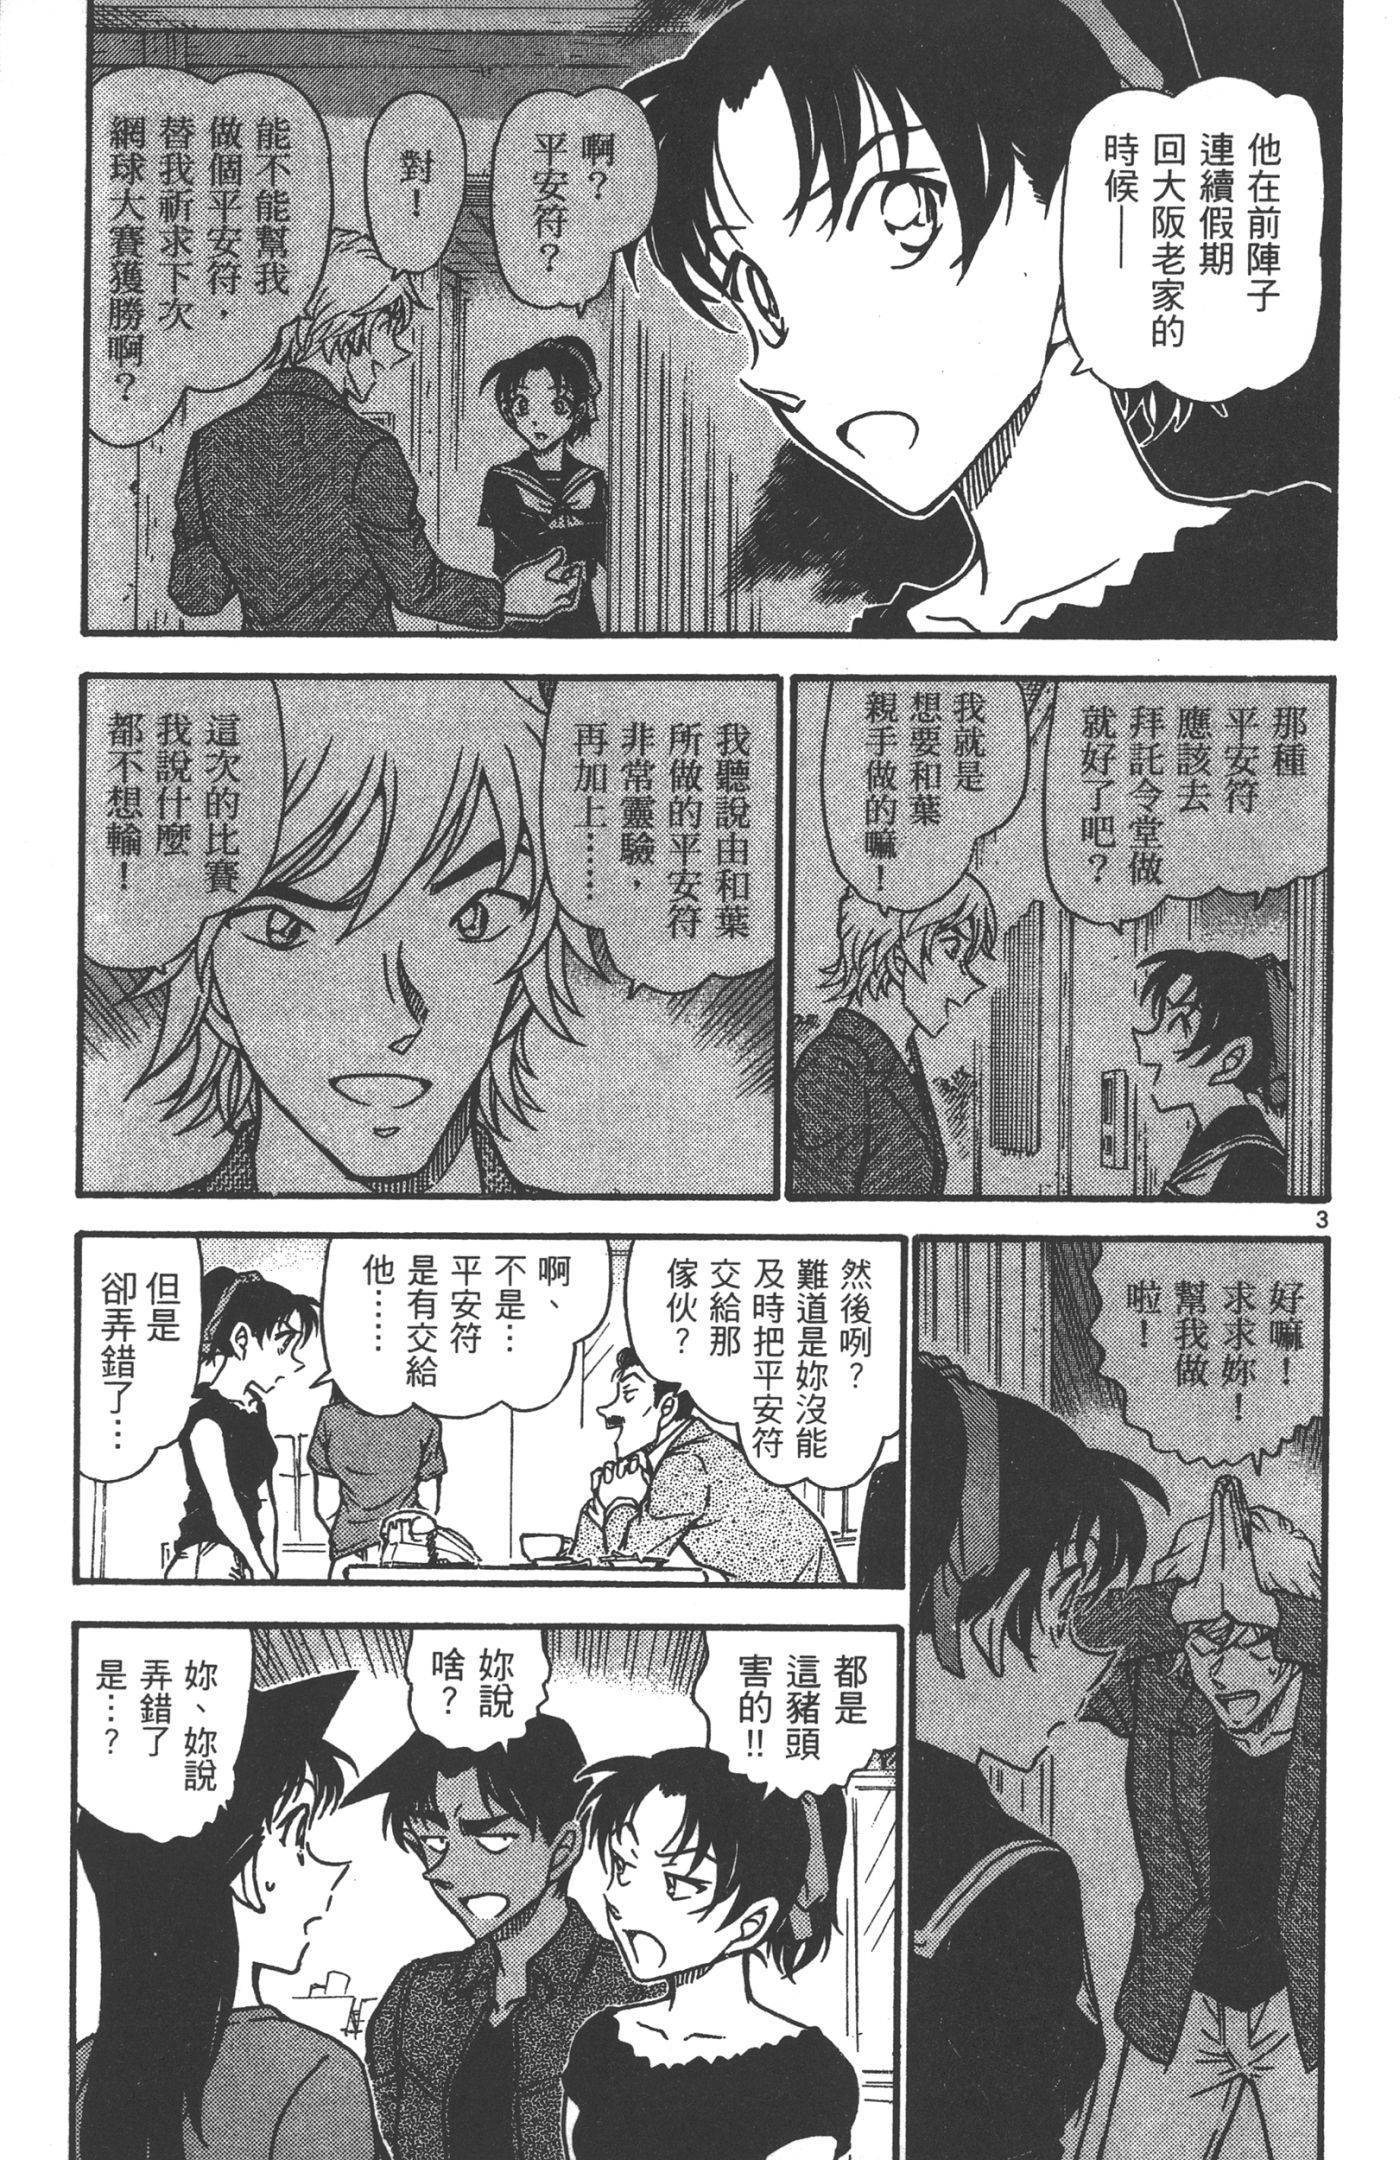 他在前陣子
連續假期
回大阪老家的
時候——
啊？
平安符？
對！
能不能幫我
做個平安符，
替我祈求下次
網球大賽獲勝啊？
那種
平安符
應該去
拜託令堂做
就好了吧？
我就是
想要和葉
親手做的嘛！
我聽說由和葉
所做的平安符
非常靈驗，
再加上……
這次的比賽
我說什麼
都不想輸！
3
好嘛！
求求妳！
幫我做
啦！
然後咧？
難道是妳沒能
及時把平安符
交給那
傢伙？
啊、
不是…
平安符
是有交給
他……
但是
卻弄錯了…
都是
這豬頭
害的!!
妳說
啥？
妳、妳說
弄錯了
是…？